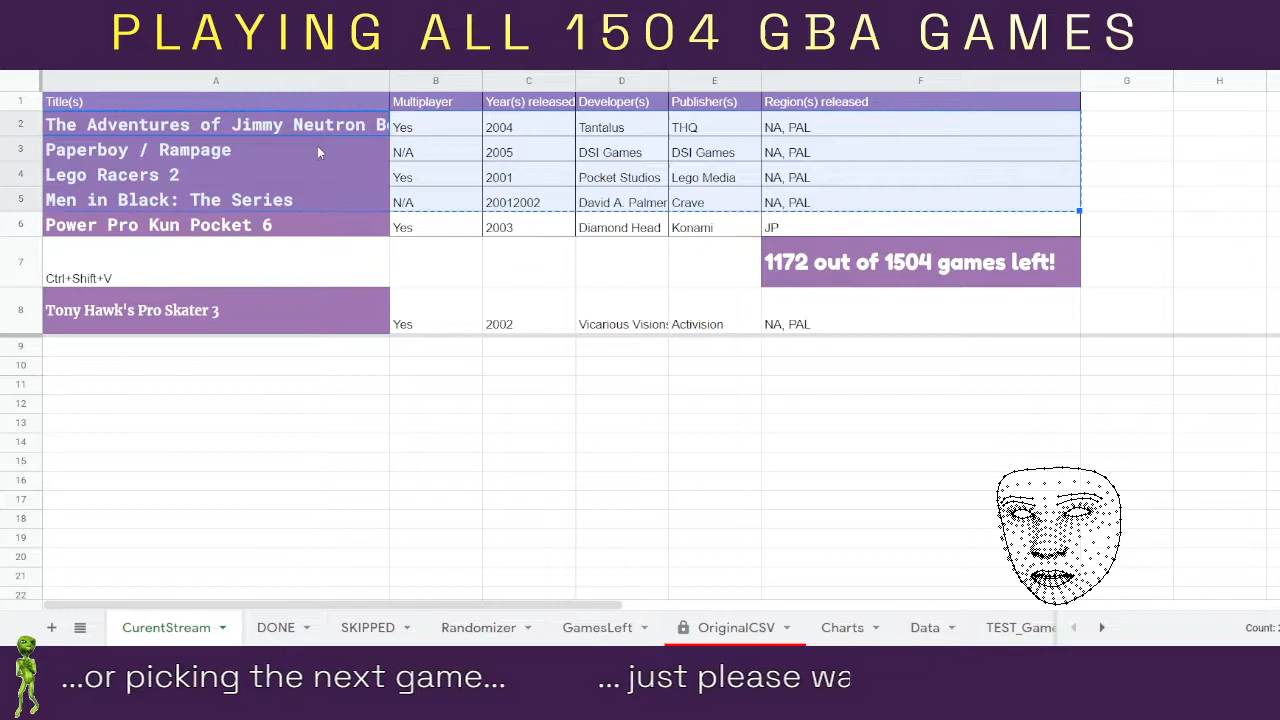 PLAYING ALL 1504 GBA GAMES
A B C D E F G H
1 Title(s) Multiplayer Year(s) released Developer(s) Publisher(s) Region(s) released
2 The Adventures of Jimmy Neutron Yes 2004 Tantalus THQ NA, PAL
3 Paperboy / Rampage N/A 2005 DSI Games DSI Games NA, PAL
4 Lego Racers 2 Yes 2001 Pocket Studios Lego Media NA, PAL
5 Men in Black: The Series N/A 20012002 David A. Palmer Crave NA, PAL
6 Power Pro Kun Pocket 6 Yes 2003 Diamond Head Konami JP
7 Ctrl+Shift+V 1172 out of 1504 games left!
8 Tony Hawk's Pro Skater 3 Yes 2002 Vicarious Visions Activision NA, PAL
9
10
11
12
13
14
15
16
17
18
19
20
21
22
+ CurentStream DONE SKIPPED Randomizer GamesLeft OriginalCSV Charts Data TEST_Game Count:
...or picking the next game... ... just please wa